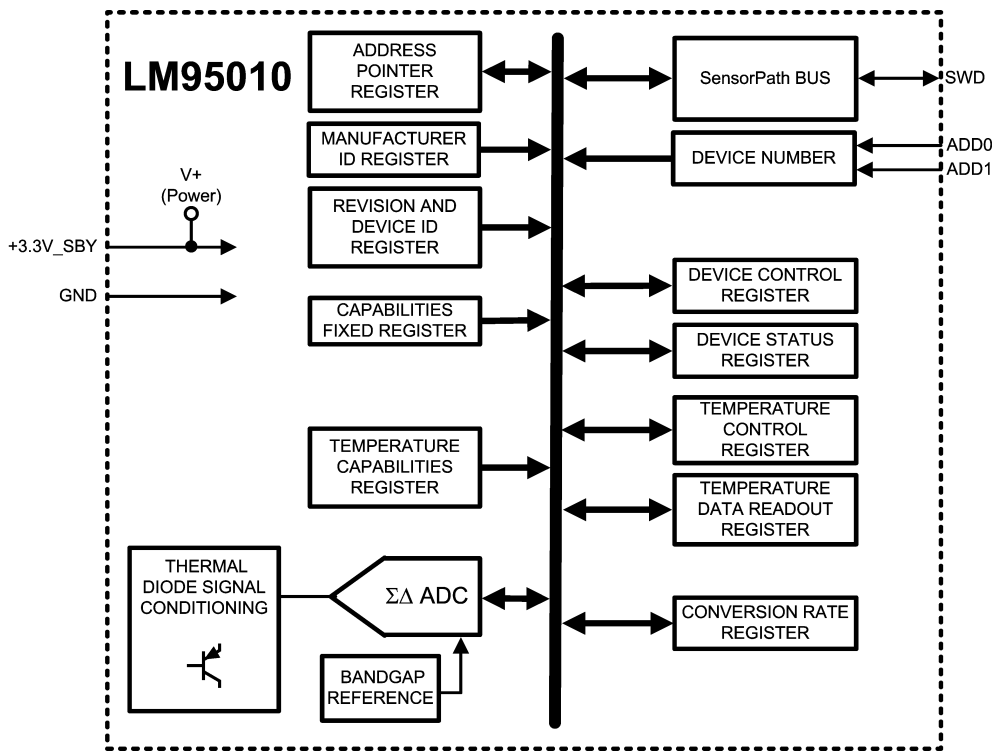 LM95010
ADDRESS
POINTER
REGISTER
MANUFACTURER
ID REGISTER
REVISION AND
DEVICE ID
REGISTER
CAPABILITIES
FIXED REGISTER
TEMPERATURE
CAPABILITIES
REGISTER
V+
(Power)
+3.3V_SBY
GND
THERMAL
DIODE SIGNAL
CONDITIONING
ΣΔ ADC
BANDGAP
REFERENCE
SensorPath BUS
SWD
DEVICE NUMBER
ADD0
ADD1
DEVICE CONTROL
REGISTER
DEVICE STATUS
REGISTER
TEMPERATURE
CONTROL
REGISTER
TEMPERATURE
DATA READOUT
REGISTER
CONVERSION RATE
REGISTER